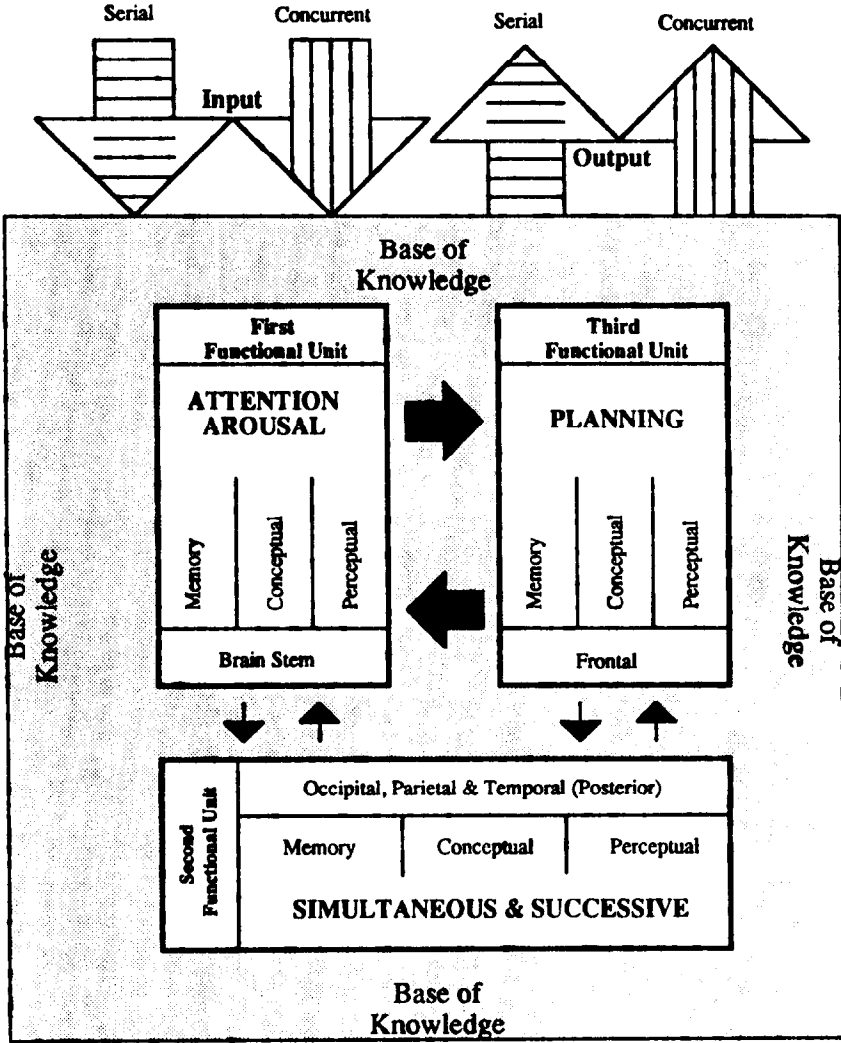 Serial
Concurrent
Serial
Concurrent
Input
Output
Base of
Knowledge
First
Functional Unit
Third
Functional Unit
ATTENTION
AROUSAL
PLANNING
Memory
Conceptual
Perceptual
Memory
Conceptual
Perceptual
Base of
Knowledge
Base of
Knowledge
Brain Stem
Frontal
Second
Functional Unit
Occipital, Parietal & Temporal (Posterior)
Memory
Conceptual
Perceptual
SIMULTANEOUS & SUCCESSIVE
Base of
Knowledge